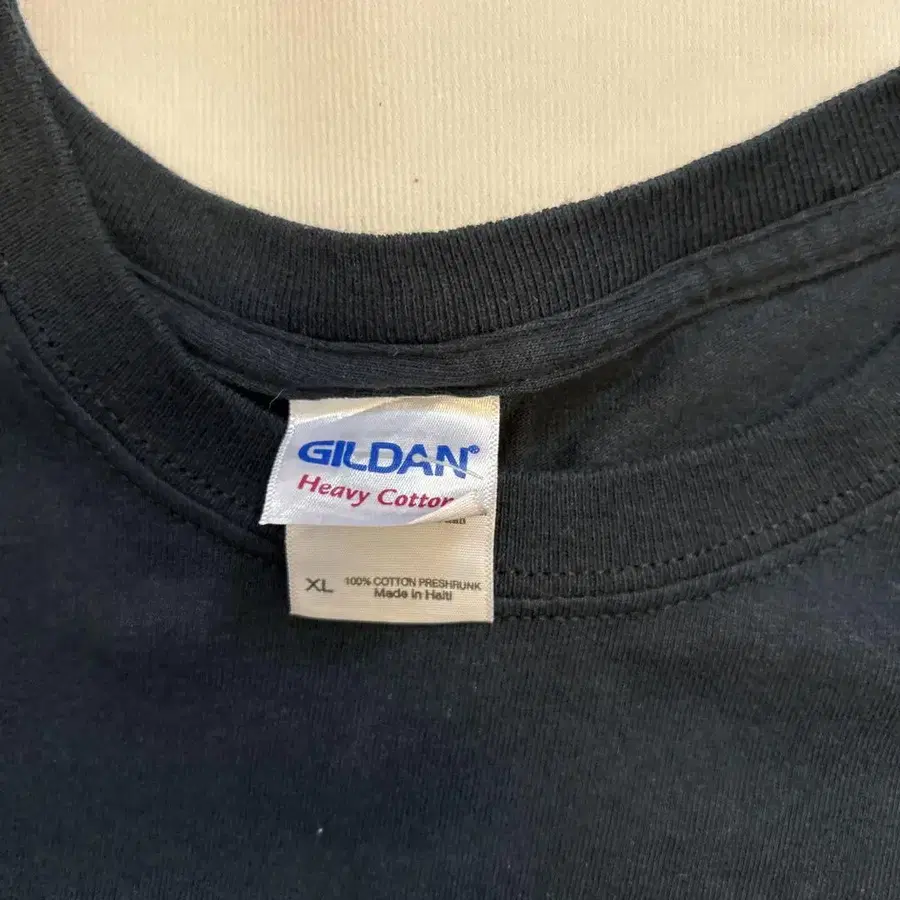 GILDAN®
Heavy Cotton
XL
100% COTTON PRESHRUNK
Made in Haiti